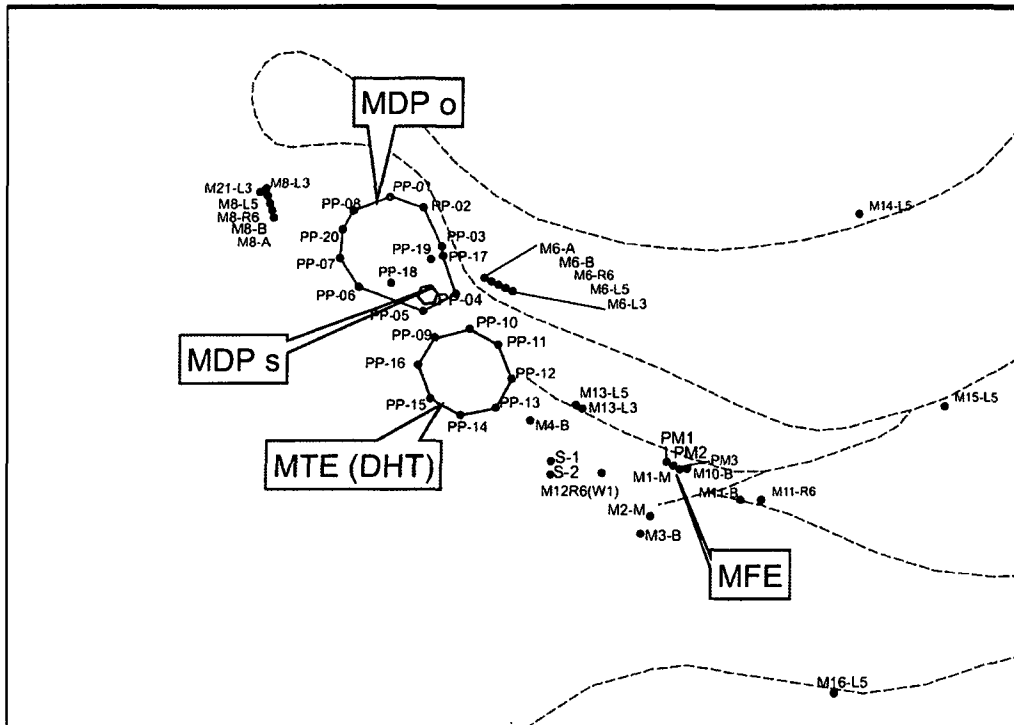 MDP o
M21-L3
M8-L3
M8-L5
M8-R6
M8-B
M8-A
PP-01
PP-08
PP-02
PP-20
PP-03
PP-19
PP-17
PP-07
PP-18
PP-06
PP-04
PP-05
M6-A
M6-B
M6-R6
M6-L5
M6-L3
M14-L5
MDP s
PP-09
PP-10
PP-11
PP-16
PP-12
PP-15
PP-13
PP-14
MTE (DHT)
M13-L5
M13-L3
M4-B
M15-L5
S-1
S-2
M12R6(W1)
PM1
PM2
PM3
M1-M
M10-B
M11-B
M11-R6
M2-M
M3-B
MFE
M16-L5